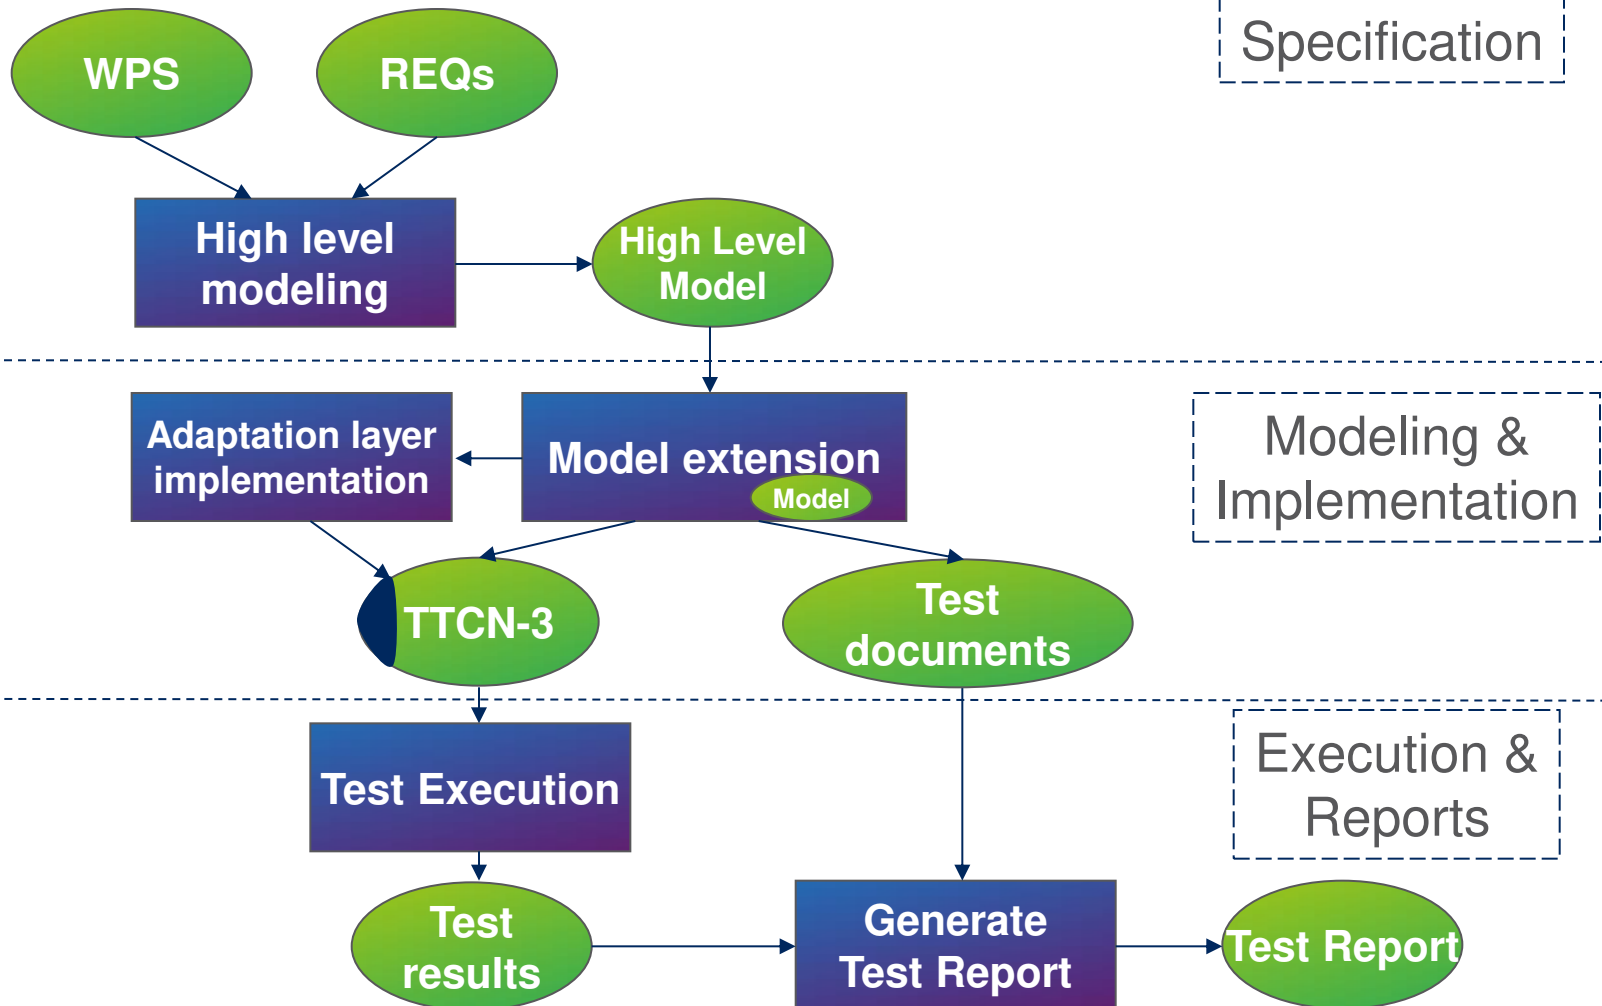 Specification
WPS
REQs
High level
modeling
High Level
Model
Adaptation layer
implementation
Model extension
Model
Modeling &
Implementation
TTCN-3
Test
documents
Test Execution
Execution &
Reports
Test
results
Generate
Test Report
Test Report